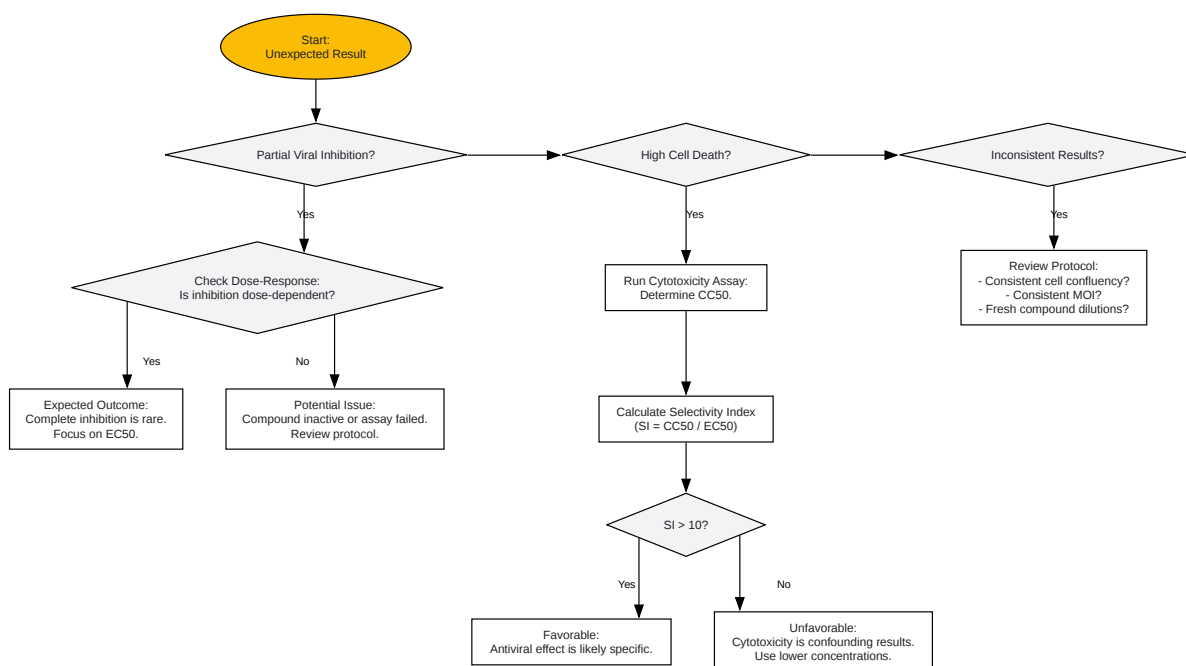 Start:
Unexpected Result
Partial Viral Inhibition?
High Cell Death?
Inconsistent Results?
Yes
Yes
Yes
Check Dose-Response:
Is inhibition dose-dependent?
Run Cytotoxicity Assay:
Determine CC50.
Review Protocol:
- Consistent cell confluency?
- Consistent MOI?
- Fresh compound dilutions?
Yes
No
Expected Outcome:
Complete inhibition is rare.
Focus on EC50.
Potential Issue:
Compound inactive or assay failed.
Review protocol.
Calculate Selectivity Index
(SI = CC50 / EC50)
SI > 10?
Yes
No
Favorable:
Antiviral effect is likely specific.
Unfavorable:
Cytotoxicity is confounding results.
Use lower concentrations.